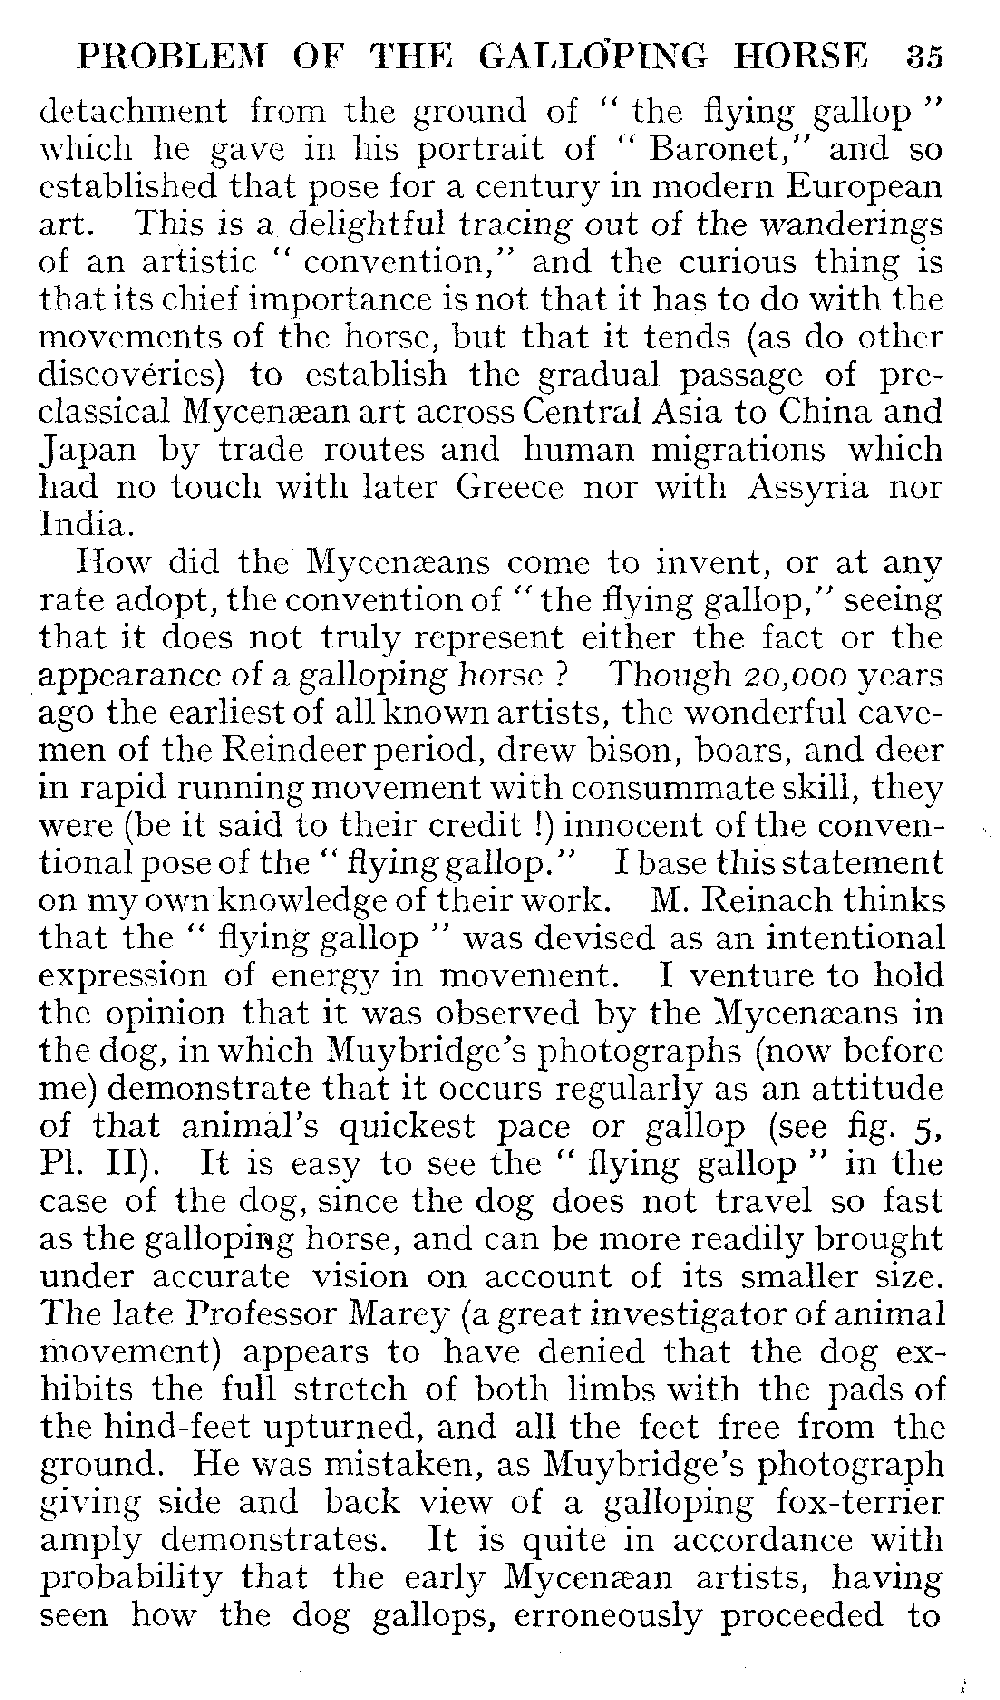 PROBLEM OF THE GALLOPING HORSE 35
detachment from the ground of " the flying gallop "
which he gave in his portrait of " Baronet," and so
established that pose for a century in modern European
art. This is a delightful tracing out of the wanderings
of an artistic " convention," and the curious thing is
that its chief importance is not that it has to do with the
movements of the horse, but that it tends (as do other
discoveries) to establish the gradual passage of pre-
classical Mycenæan art across Central Asia to China and
Japan by trade routes and human migrations which
had no touch with later Greece nor with Assyria nor
India.
How did the Mycenæans come to invent, or at any
rate adopt, the convention of " the flying gallop," seeing
that it does not truly represent either the fact or the
appearance of a galloping horse ? Though 20,000 years
ago the earliest of all known artists, the wonderful cave-
men of the Reindeer period, drew bison, boars, and deer
in rapid running movement with consummate skill, they
were (be it said to their credit !) innocent of the conven-
tional pose of the " flying gallop." I base this statement
on my own knowledge of their work. M. Reinach thinks
that the " flying gallop " was devised as an intentional
expression of energy in movement. I venture to hold
the opinion that it was observed by the Mycenæans in
the dog, in which Muybridge's photographs (now before
me) demonstrate that it occurs regularly as an attitude
of that animal's quickest pace or gallop (see fig. 5,
Pl. II). It is easy to see the " flying gallop " in the
case of the dog, since the dog does not travel so fast
as the galloping horse, and can be more readily brought
under accurate vision on account of its smaller size.
The late Professor Marey (a great investigator of animal
movement) appears to have denied that the dog ex-
hibits the full stretch of both limbs with the pads of
the hind-feet upturned, and all the feet free from the
ground. He was mistaken, as Muybridge's photograph
giving side and back view of a galloping fox-terrier
amply demonstrates. It is quite in accordance with
probability that the early Mycenæan artists, having
seen how the dog gallops, erroneously proceeded to